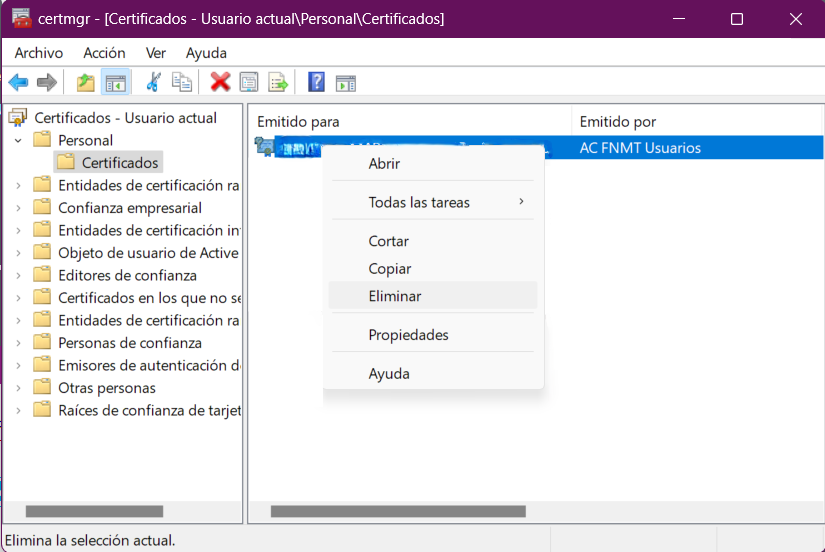 certmgr - [Certificados - Usuario actual\Personal\Certificados]
Archivo Acción Ver Ayuda
Certificados - Usuario actual
Personal
Certificados
Entidades de certificación ra
Confianza empresarial
Entidades de certificación in
Objeto de usuario de Active
Editores de confianza
Certificados en los que no se
Entidades de certificación ra
Personas de confianza
Emisores de autenticación d
Otras personas
Raíces de confianza de tarjet
Emitido para Emitido por
AC FNMT Usuarios
Abrir
Todas las tareas
Cortar
Copiar
Eliminar
Propiedades
Ayuda
Elimina la selección actual.